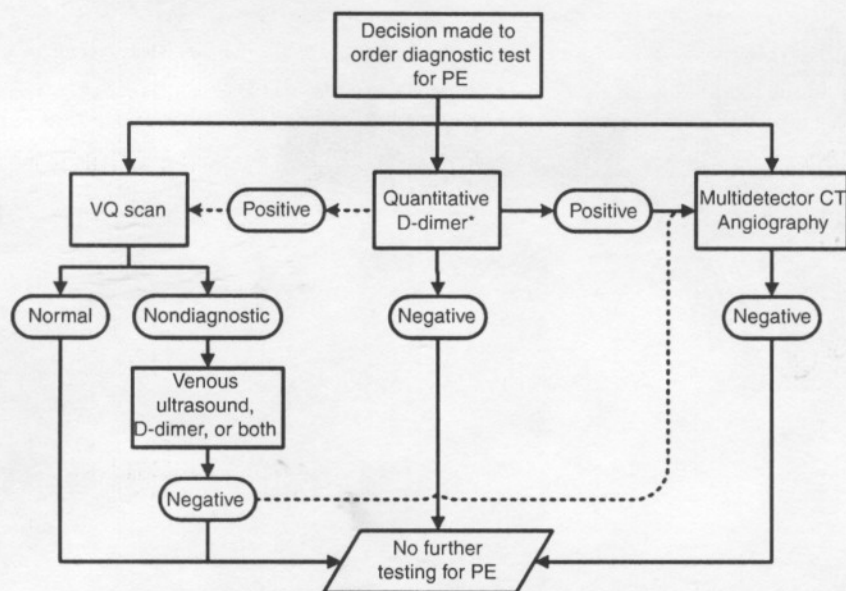 Decision made to
order diagnostic test
for PE
VQ scan
Positive
Quantitative
D-dimer*
Positive
Multidetector CT
Angiography
Normal
Nondiagnostic
Negative
Negative
Venous
ultrasound,
D-dimer, or both
Negative
No further
testing for PE